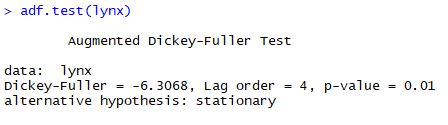 > adf.test(lynx)
Augmented Dickey-Fuller Test
data:  lynx
Dickey-Fuller = -6.3068, Lag order = 4, p-value = 0.01
alternative hypothesis: stationary